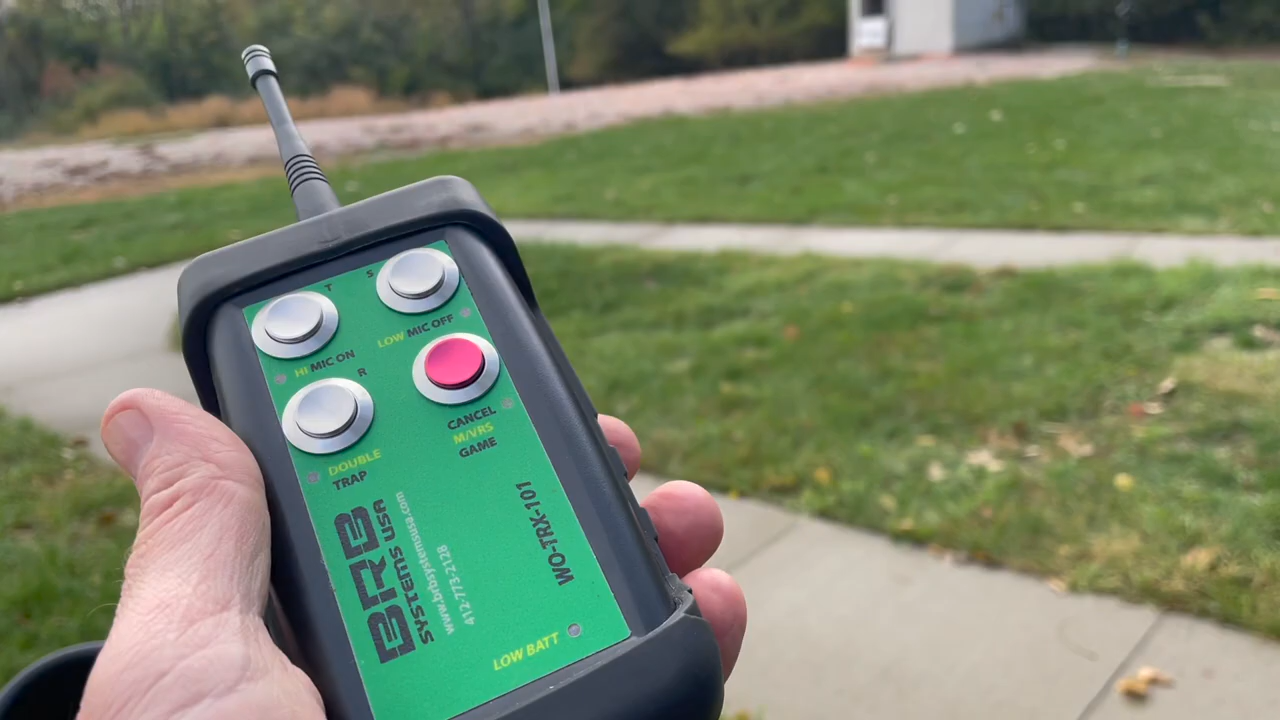 T
S
HI MIC ON
LOW MIC OFF
R
DOUBLE
TRAP
CANCEL
M/VRS
GAME
BRB
SYSTEMS USA
www.brbsystemsusa.com
412-773-2128
WO-TRX-101
LOW BATT